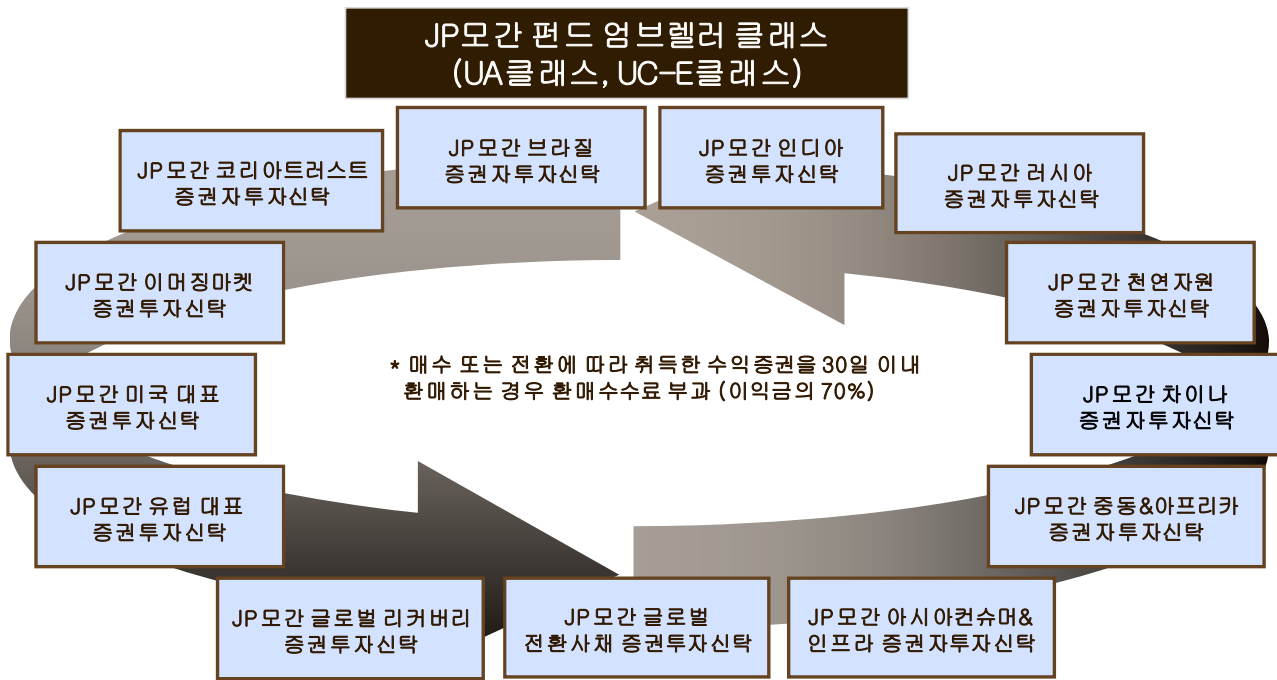 JP모간 펀드 엄브렐러 클래스
(UA클래스, UC-E클래스)
JP모간 브라질
증권자투자신탁
JP모간 인디아
증권투자신탁
JP모간 코리아트러스트
증권자투자신탁
JP모간 러시아
증권자투자신탁
JP모간 이머징마켓
증권투자신탁
JP모간 천연자원
증권자투자신탁
* 매수 또는 전환에 따라 취득한 수익증권을 30일 이내
환매하는 경우 환매수수료 부과 (이익금의 70%)
JP모간 미국 대표
증권투자신탁
JP모간 차이나
증권자투자신탁
JP모간 유럽 대표
증권투자신탁
JP모간 중동&아프리카
증권자투자신탁
JP모간 글로벌 리커버리
증권투자신탁
JP모간 글로벌
전환사채 증권투자신탁
JP모간 아시아컨슈머&
인프라 증권자투자신탁